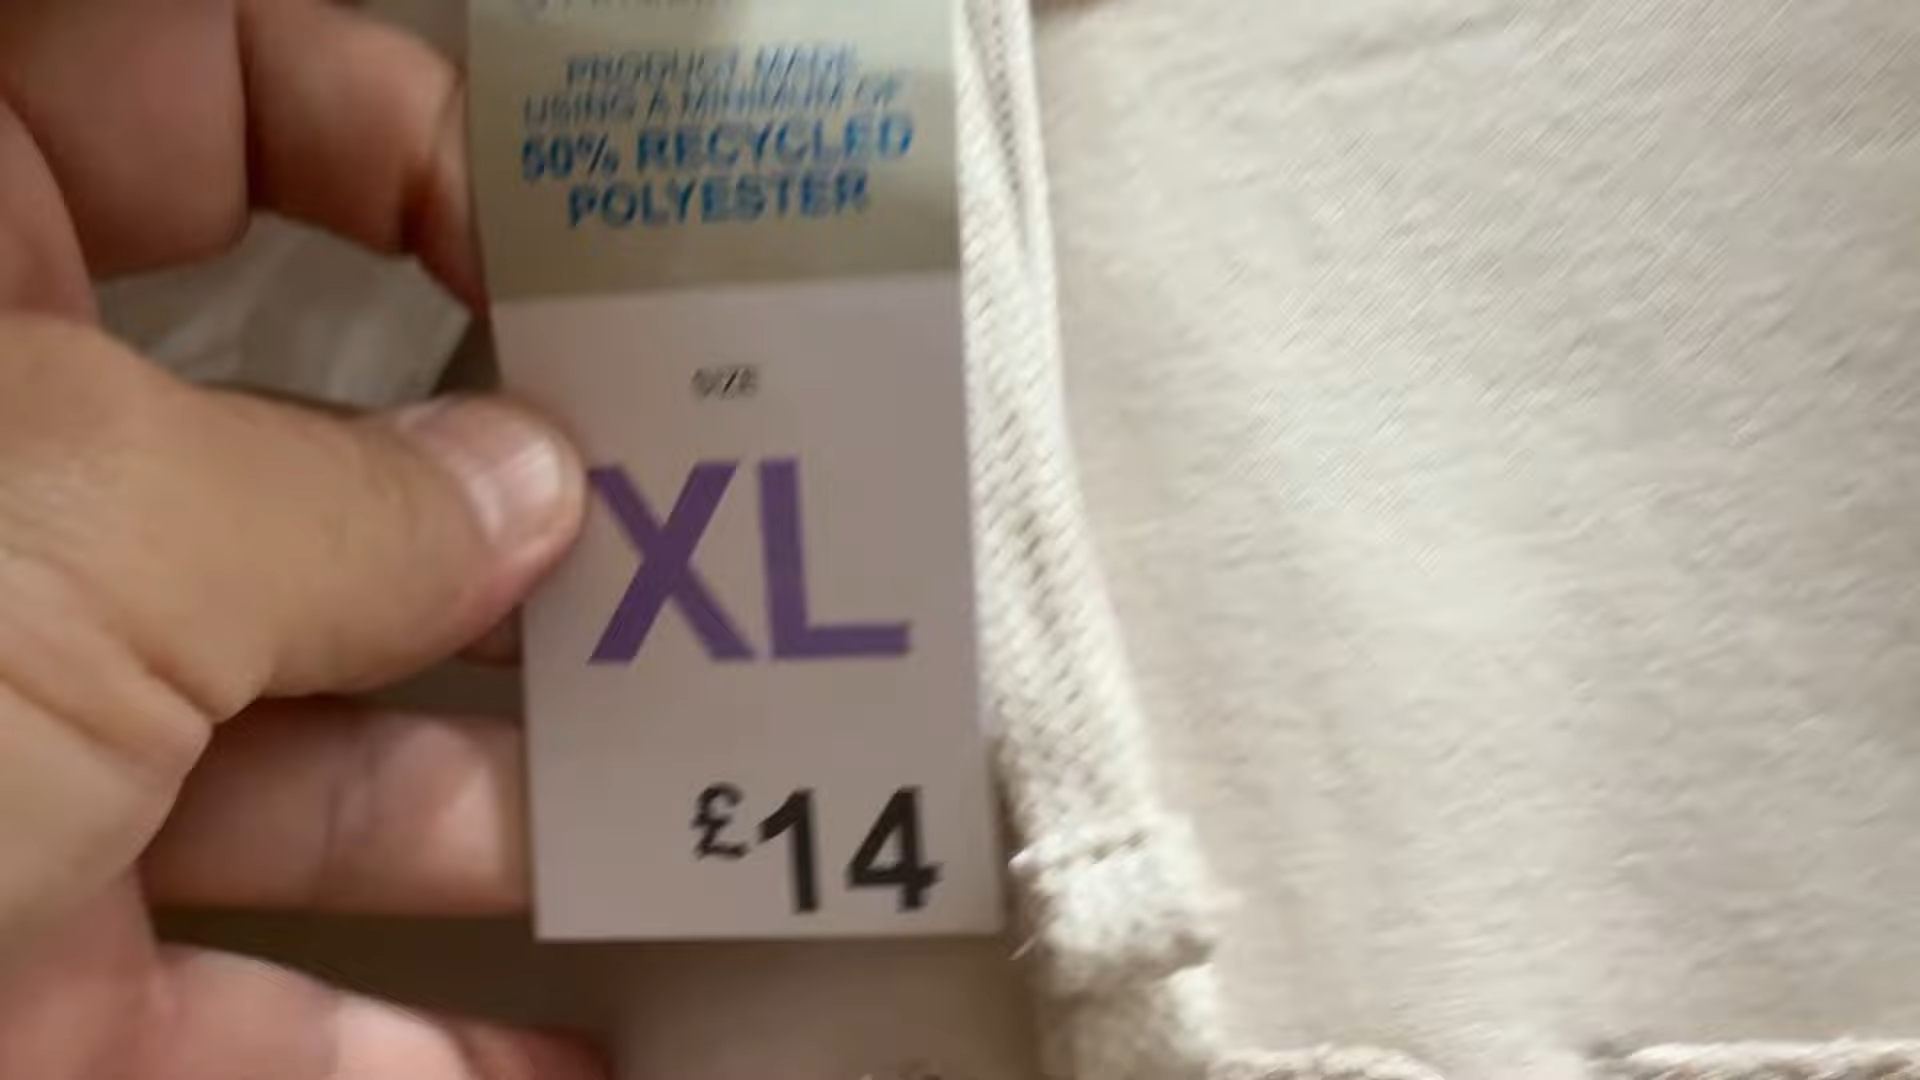 PRODUCT MADE
USING A MINIMUM OF
50% RECYCLED
POLYESTER
SIZE
XL
£14